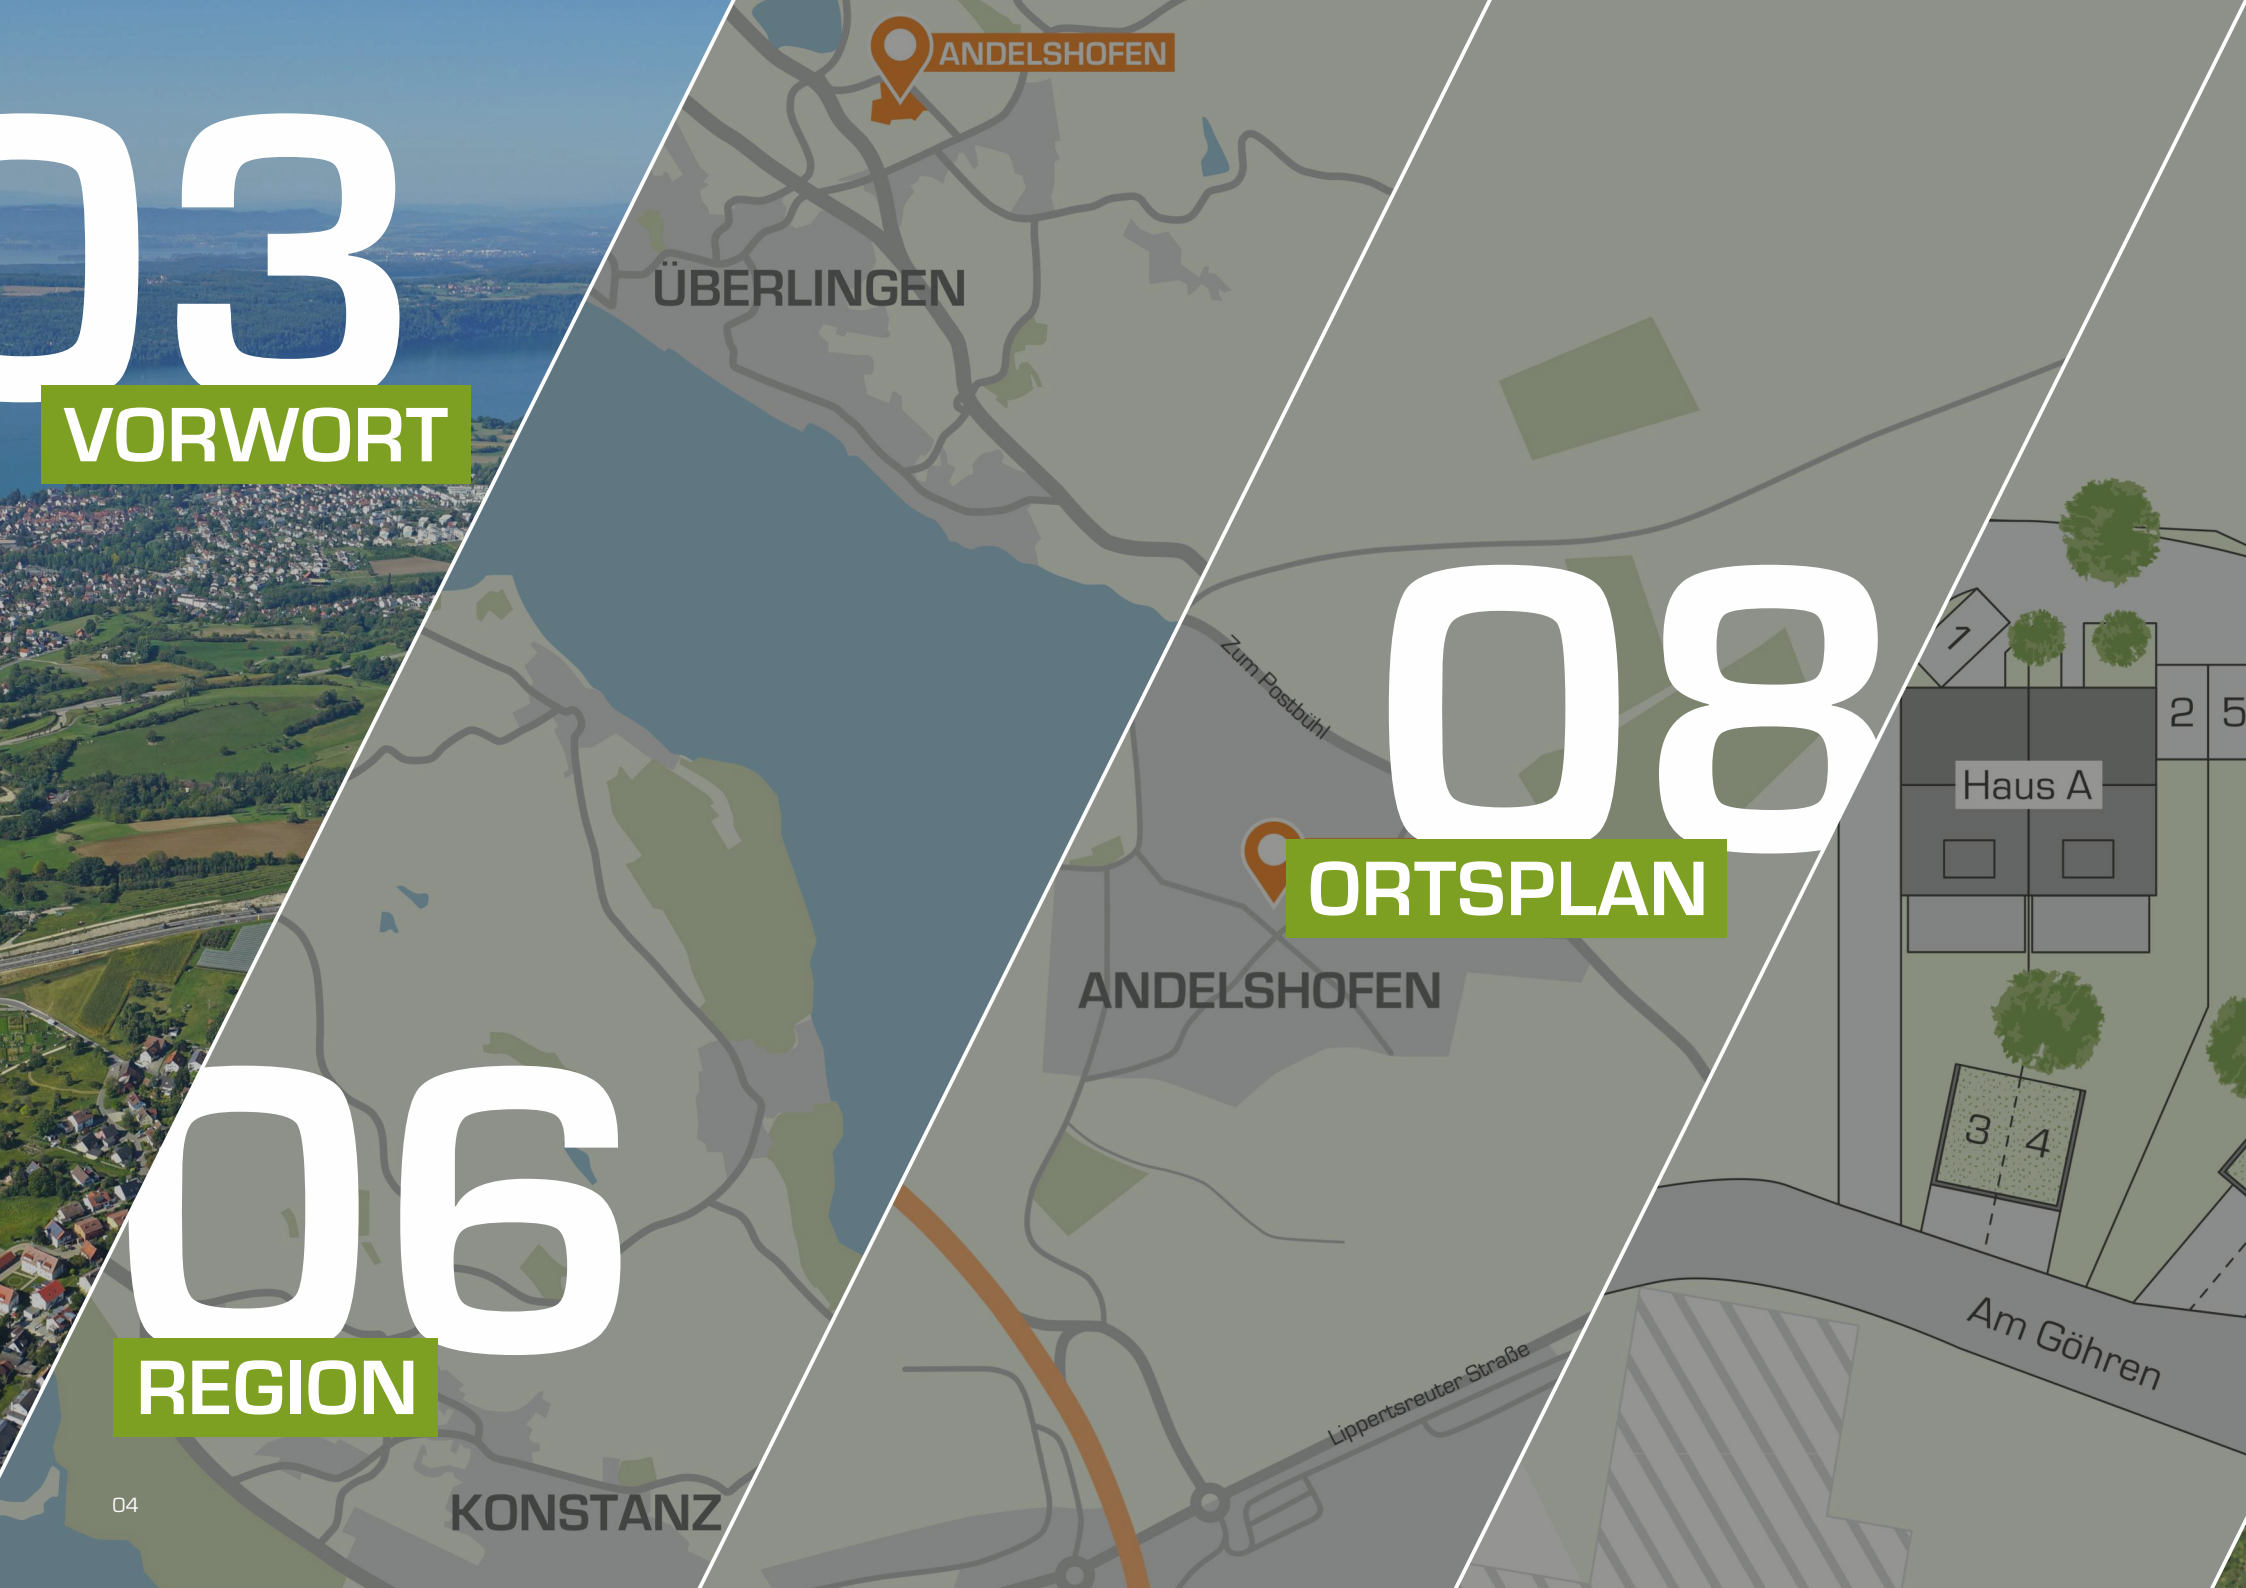 03
VORWORT
ANDELSHOFEN
ÜBERLINGEN
06
REGION
KONSTANZ
04
Zum Postbühl
08
ORTSPLAN
ANDELSHOFEN
Lippertsreuter Straße
1
2
5
Haus A
3
4
Am Göhren